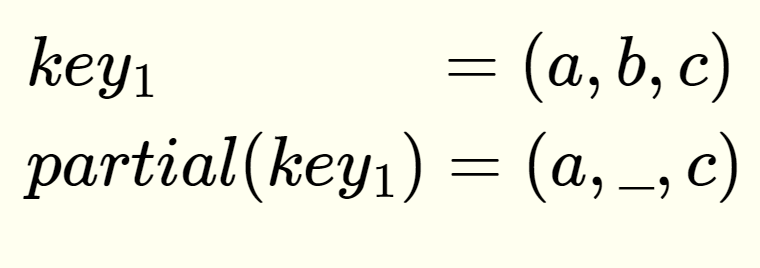 key₁ = (a, b, c)
partial(key₁) = (a, _, c)